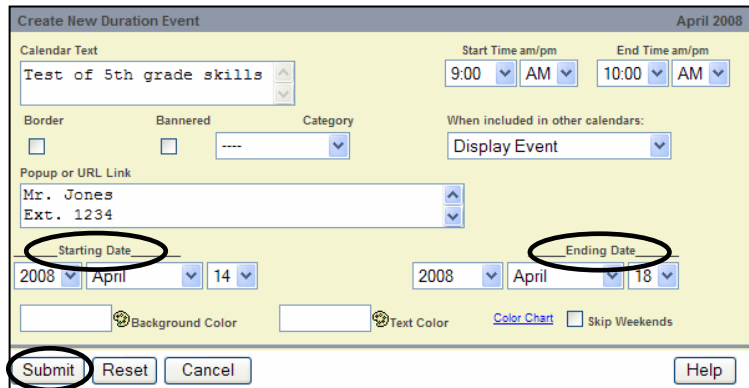 Create New Duration Event April 2008
Calendar Text Start Time am/pm End Time am/pm
Test of 5th grade skills 9:00 AM 10:00 AM
Border Bannered Category When included in other calendars:
---- Display Event
Popup or URL Link
Mr. Jones
Ext. 1234
Starting Date Ending Date
2008 April 14 2008 April 18
Background Color Text Color Color Chart Skip Weekends
Submit Reset Cancel Help